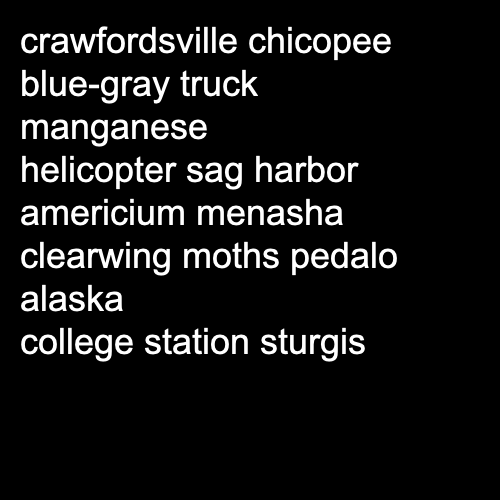 crawfordsville chicopee
blue-gray truck
manganese
helicopter sag harbor
americium menasha
clearwing moths pedalo
alaska
college station sturgis